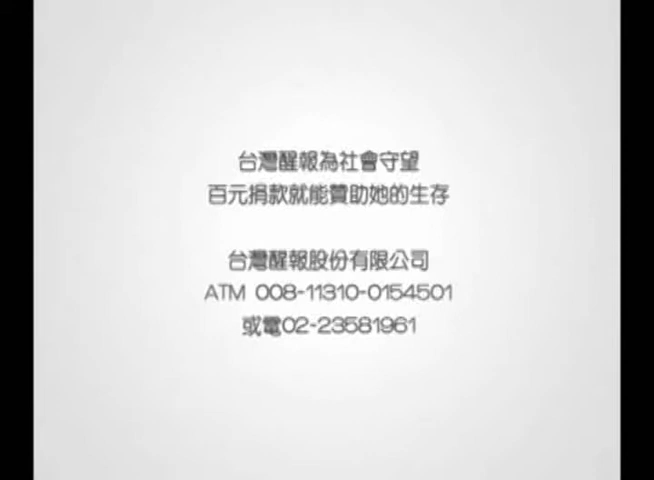 台灣醒報為社會守望
百元捐款就能贊助她的生存
台灣醒報股份有限公司
ATM 008-11310-0154501
或電02-23581961